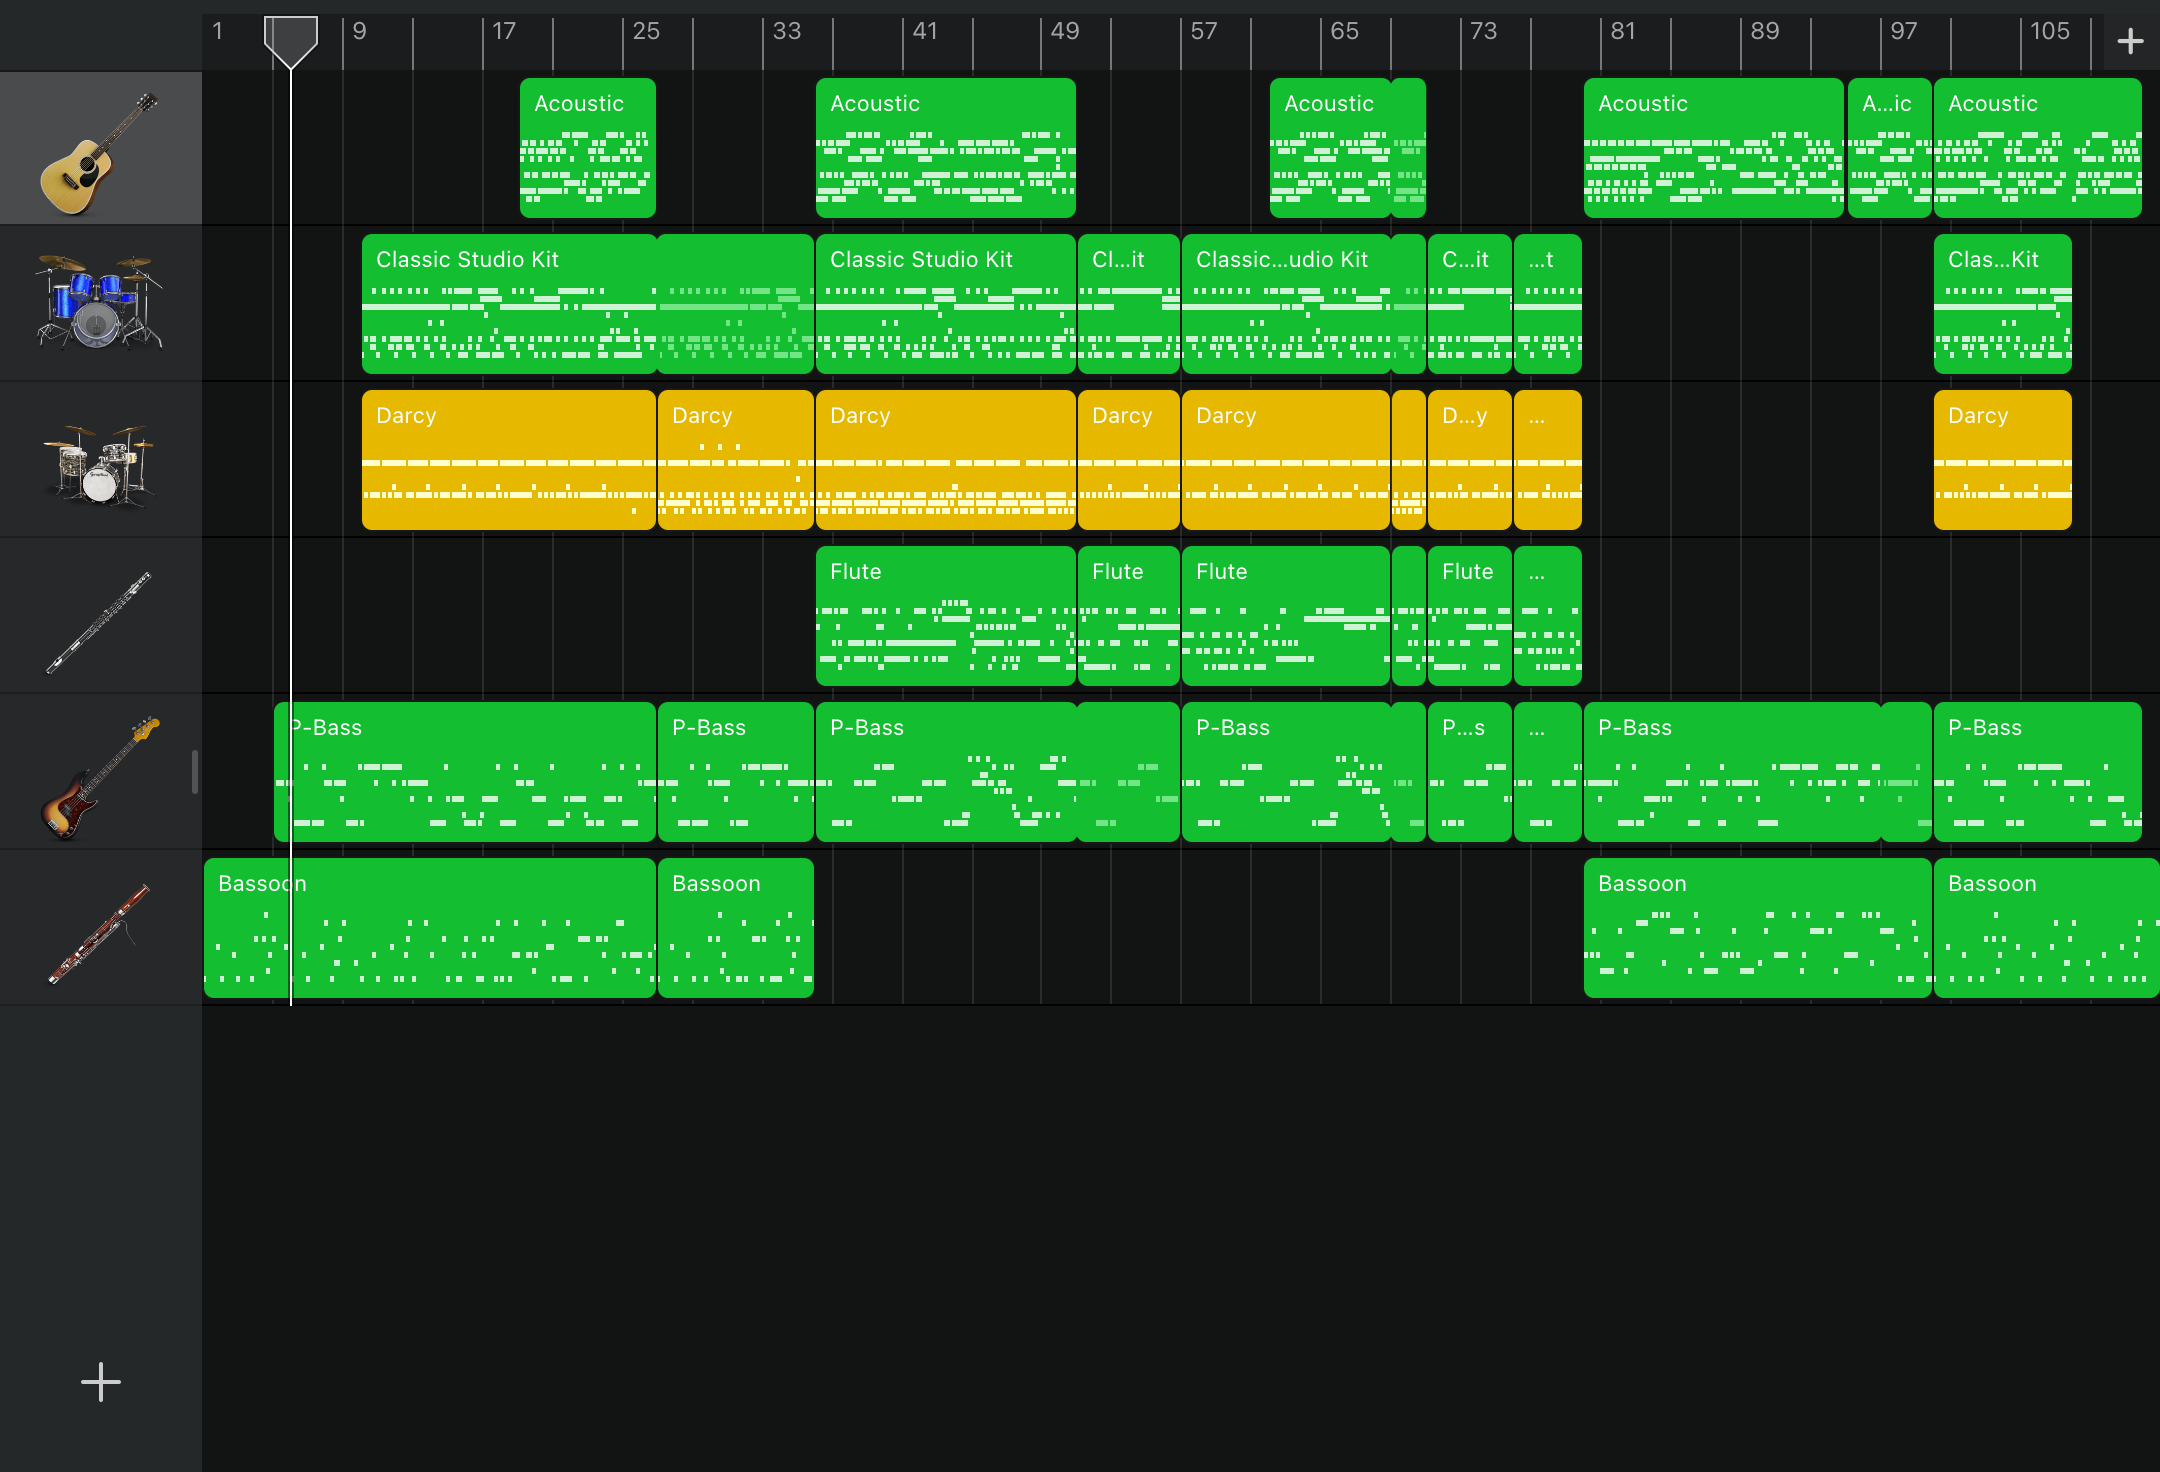 1 9 17 25 33 41 49 57 65 73 81 89 97 105
Acoustic Acoustic Acoustic Acoustic A...ic Acoustic
Classic Studio Kit Classic Studio Kit Cl...it Classic...udio Kit C...it ...t Clas...Kit
Darcy Darcy Darcy Darcy Darcy D...y ... Darcy
Flute Flute Flute Flute ...
P-Bass P-Bass P-Bass P-Bass P...s ... P-Bass P-Bass
Bassoon Bassoon Bassoon Bassoon